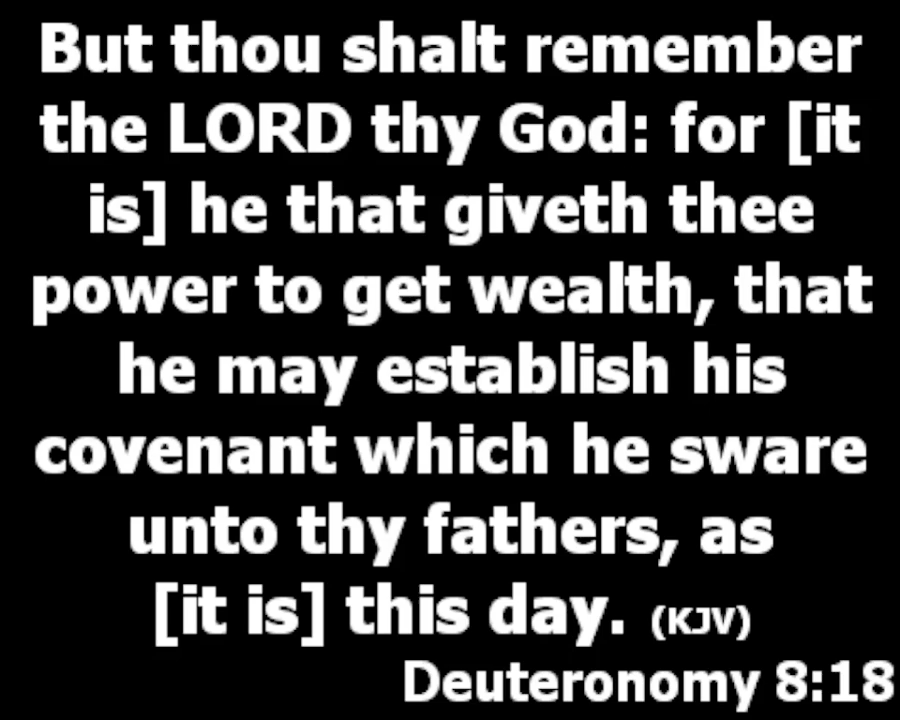 But thou shalt remember
the LORD thy God: for [it
is] he that giveth thee
power to get wealth, that
he may establish his
covenant which he sware
unto thy fathers, as
[it is] this day. (KJV)
Deuteronomy 8:18